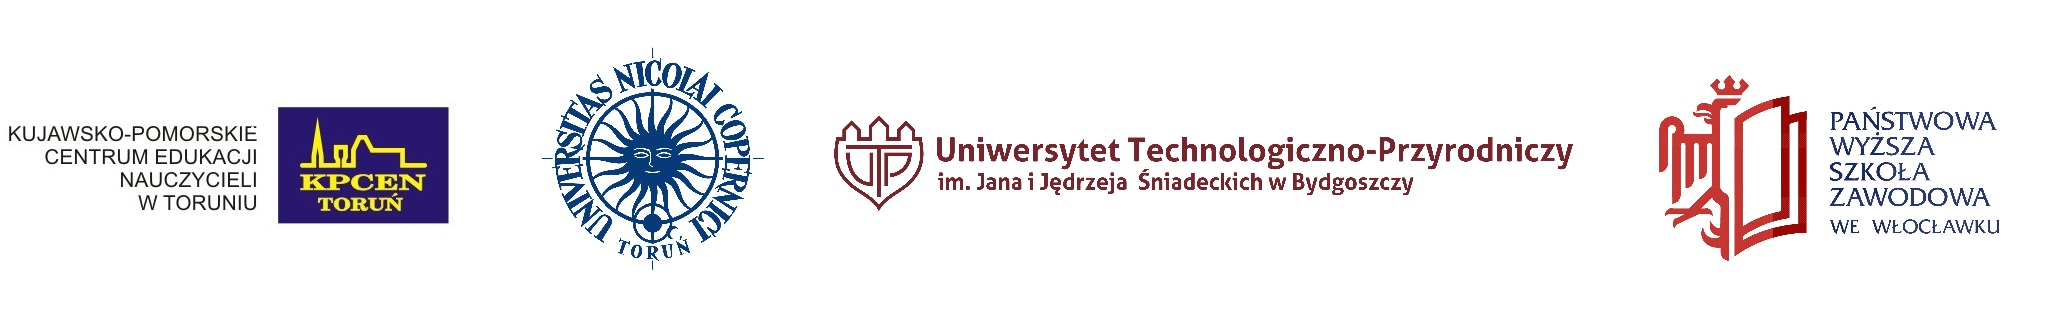 KUJAWSKO-POMORSKIE
CENTRUM EDUKACJI
NAUCZYCIELI
W TORUNIU
KPCEN
TORUŃ
UNIVERSITAS NICOLAI COPERNICI
TORUŃ
UTP
Uniwersytet Technologiczno-Przyrodniczy
im. Jana i Jędrzeja Śniadeckich w Bydgoszczy
PAŃSTWOWA
WYŻSZA
SZKOŁA
ZAWODOWA
WE WŁOCŁAWKU